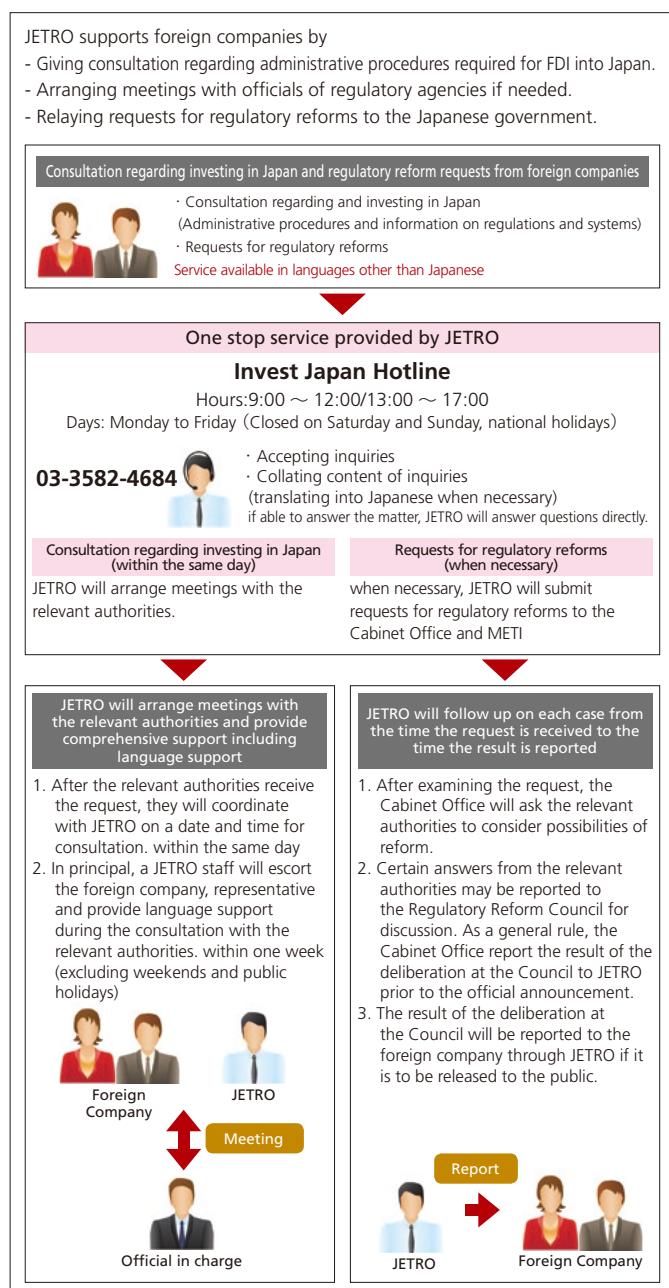 JETRO supports foreign companies by
- Giving consultation regarding administrative procedures required for FDI into Japan.
- Arranging meetings with officials of regulatory agencies if needed.
- Relaying requests for regulatory reforms to the Japanese government.
Consultation regarding investing in Japan and regulatory reform requests from foreign companies
・Consultation regarding and investing in Japan
(Administrative procedures and information on regulations and systems)
・Requests for regulatory reforms
Service available in languages other than Japanese
One stop service provided by JETRO
Invest Japan Hotline
Hours:9:00 〜 12:00/13:00 〜 17:00
Days: Monday to Friday（Closed on Saturday and Sunday, national holidays）
03-3582-4684
・Accepting inquiries
・Collating content of inquiries
(translating into Japanese when necessary)
if able to answer the matter, JETRO will answer questions directly.
Consultation regarding investing in Japan
(within the same day)
JETRO will arrange meetings with the
relevant authorities.
Requests for regulatory reforms
(when necessary)
when necessary, JETRO will submit
requests for regulatory reforms to the
Cabinet Office and METI
JETRO will arrange meetings with
the relevant authorities and provide
comprehensive support including
language support
1. After the relevant authorities receive
the request, they will coordinate
with JETRO on a date and time for
consultation. within the same day
2. In principal, a JETRO staff will escort
the foreign company, representative
and provide language support
during the consultation with the
relevant authorities. within one week
(excluding weekends and public
holidays)
Foreign
Company
JETRO
Meeting
Official in charge
JETRO will follow up on each case from
the time the request is received to the
time the result is reported
1. After examining the request, the
Cabinet Office will ask the relevant
authorities to consider possibilities of
reform.
2. Certain answers from the relevant
authorities may be reported to
the Regulatory Reform Council for
discussion. As a general rule, the
Cabinet Office report the result of the
deliberation at the Council to JETRO
prior to the official announcement.
3. The result of the deliberation at
the Council will be reported to the
foreign company through JETRO if it
is to be released to the public.
Report
JETRO
Foreign Company